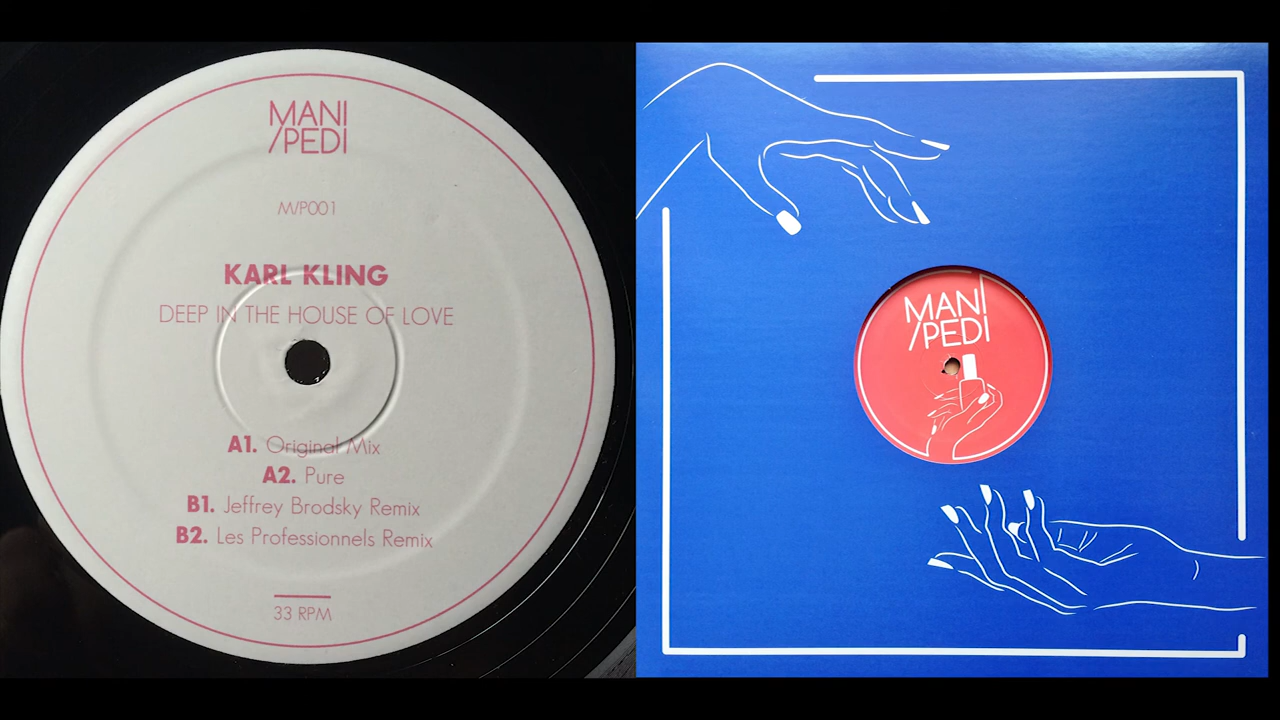 MANI
/PEDI
M/P001
KARL KLING
DEEP IN THE HOUSE OF LOVE
A1. Original Mix
A2. Pure
B1. Jeffrey Brodsky Remix
B2. Les Professionnels Remix
33 RPM
MANI
/PEDI